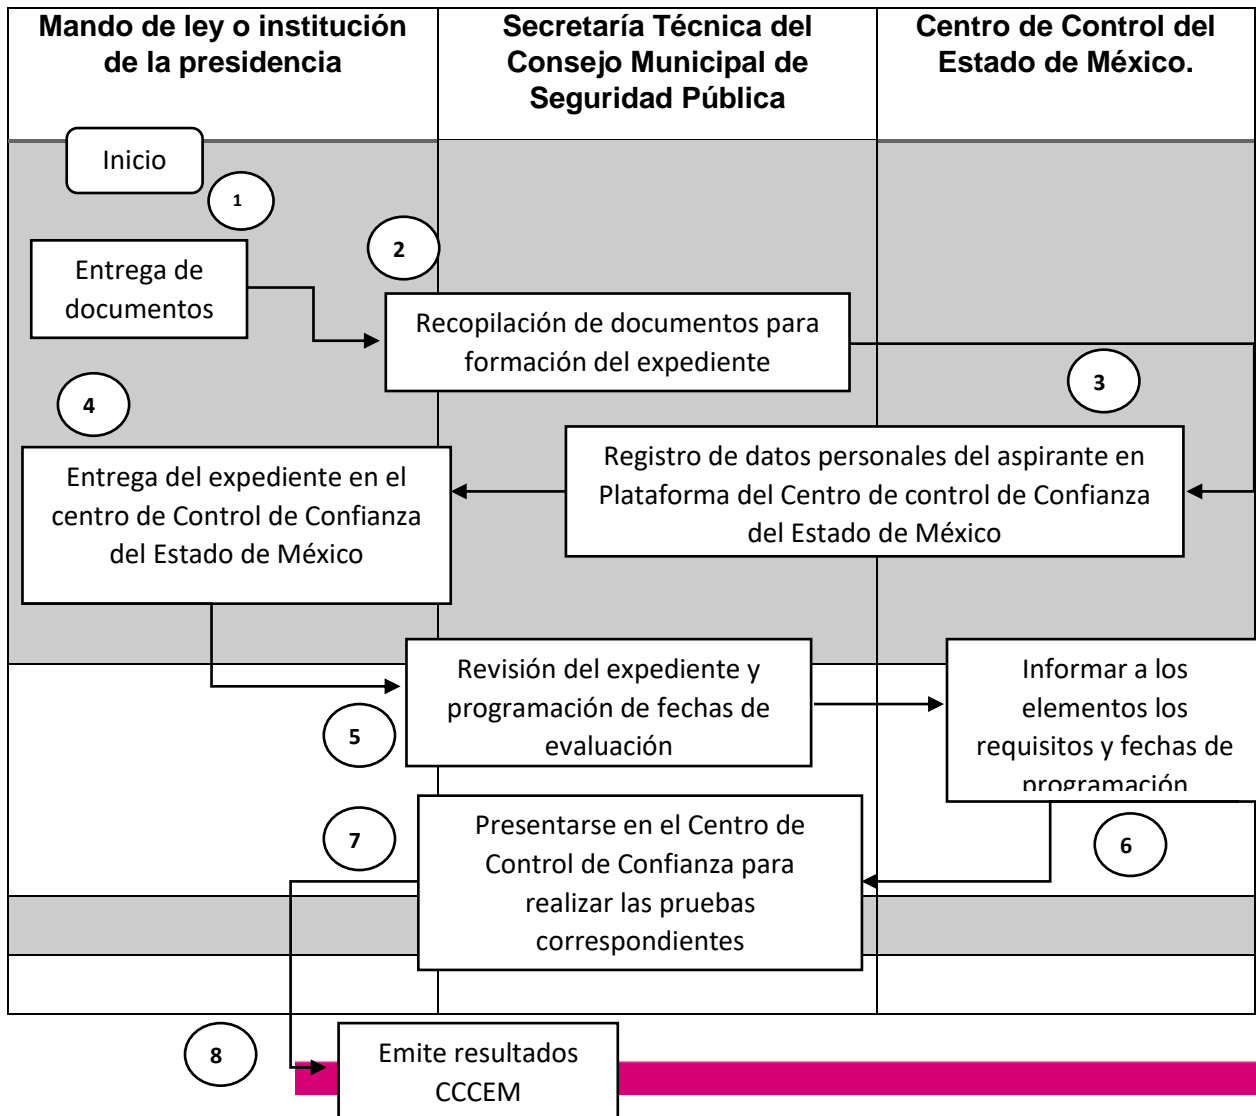 Mando de ley o institución
de la presidencia
Secretaría Técnica del
Consejo Municipal de
Seguridad Pública
Centro de Control del
Estado de México.
Inicio
1
Entrega de
documentos
2
Recopilación de documentos para
formación del expediente
3
Registro de datos personales del aspirante en
Plataforma del Centro de control de Confianza
del Estado de México
4
Entrega del expediente en el
centro de Control de Confianza
del Estado de México
5
Revisión del expediente y
programación de fechas de
evaluación
Informar a los
elementos los
requisitos y fechas de
programación
6
7
Presentarse en el Centro de
Control de Confianza para
realizar las pruebas
correspondientes
8
Emite resultados
CCCEM